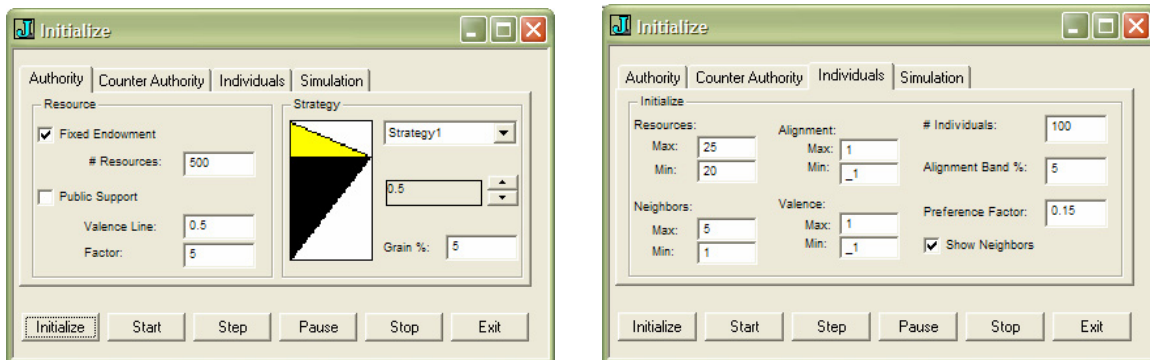 Initialize
Authority Counter Authority Individuals Simulation
Resource
Fixed Endowment
# Resources: 500
Public Support
Valence Line: 0.5
Factor: 5
Strategy
Strategy1
0.5
Grain %: 5
Initialize Start Step Pause Stop Exit
Initialize
Authority Counter Authority Individuals Simulation
Initialize
Resources:
Max: 25
Min: 20
Neighbors:
Max: 5
Min: 1
Alignment:
Max: 1
Min: _1
Valence:
Max: 1
Min: _1
# Individuals: 100
Alignment Band %: 5
Preference Factor: 0.15
Show Neighbors
Initialize Start Step Pause Stop Exit